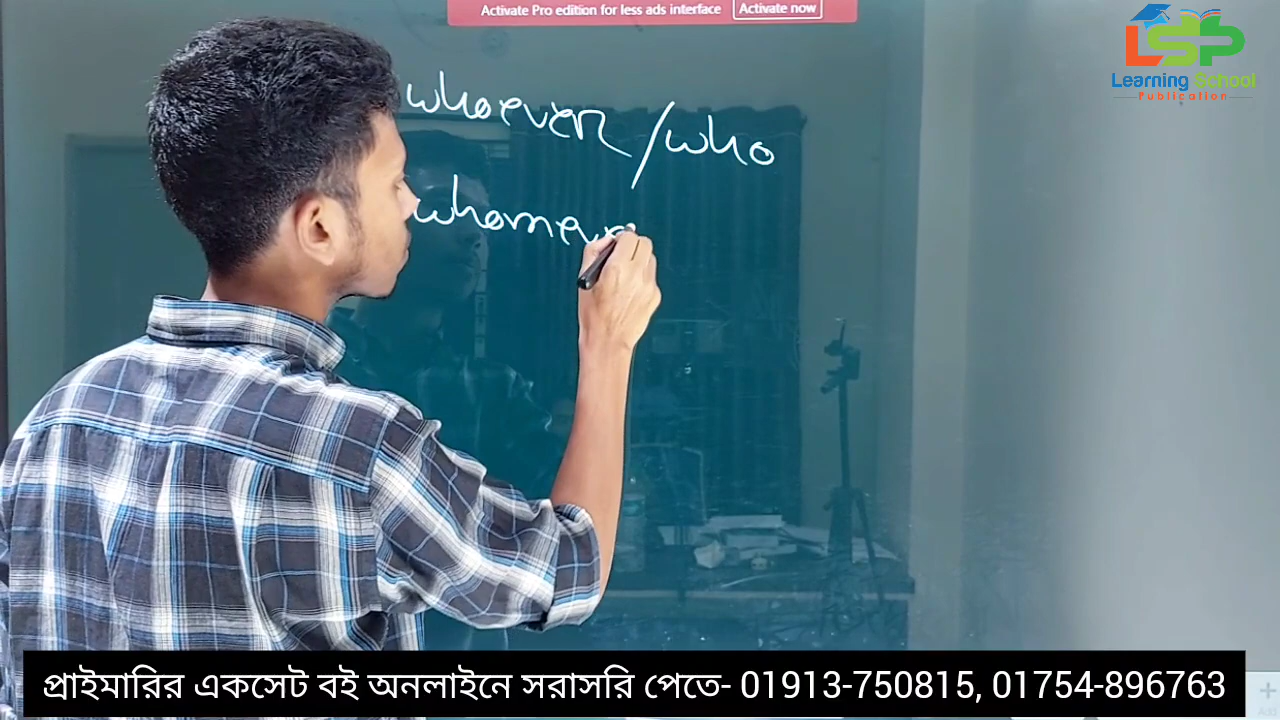 Activate Pro edition for less ads interface Activate now
LSP
Learning School
Publication
whoever / who
whomeve
প্রাইমারির একসেট বই অনলাইনে সরাসরি পেতে- 01913-750815, 01754-896763